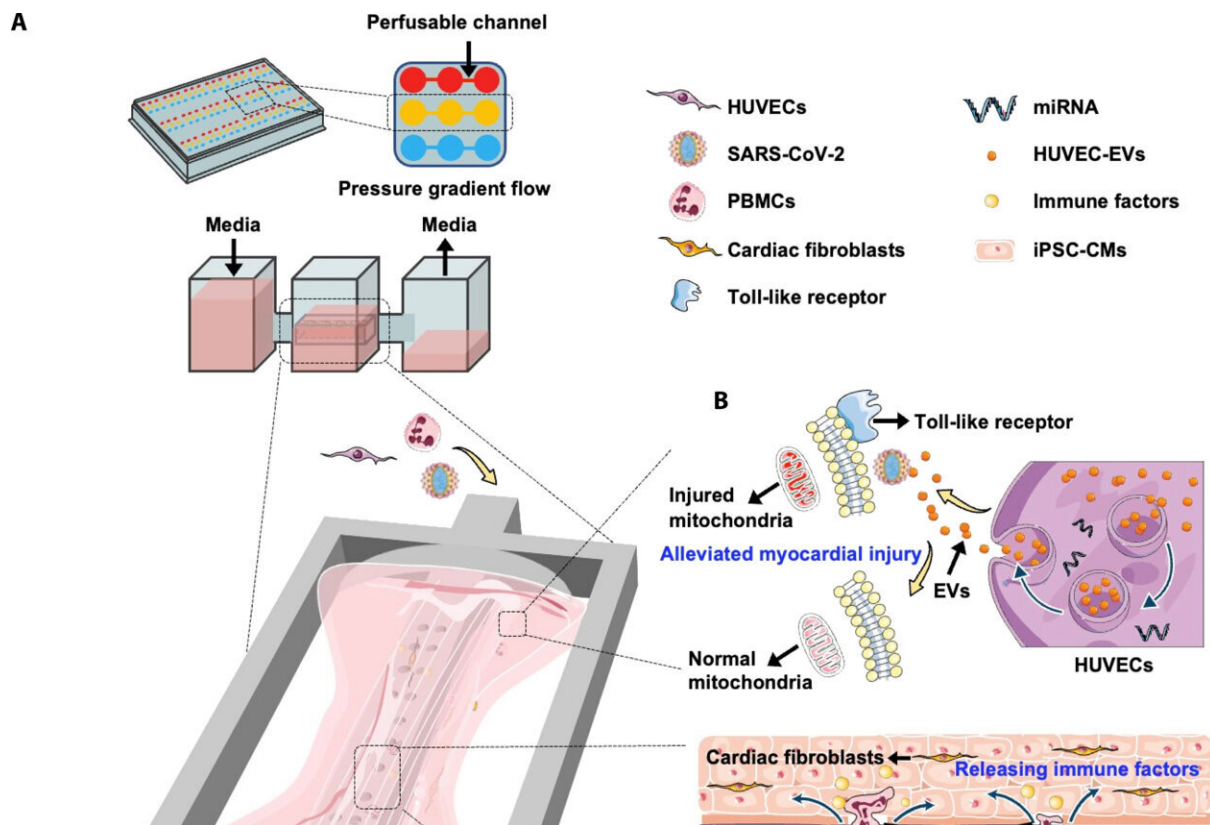 A
Perfusable channel
Pressure gradient flow
Media
Media
HUVECs
SARS-CoV-2
PBMCs
Cardiac fibroblasts
Toll-like receptor
miRNA
HUVEC-EVs
Immune factors
iPSC-CMs
B
Toll-like receptor
Injured
mitochondria
Alleviated myocardial injury
EVs
Normal
mitochondria
HUVECs
Cardiac fibroblasts
Releasing immune factors